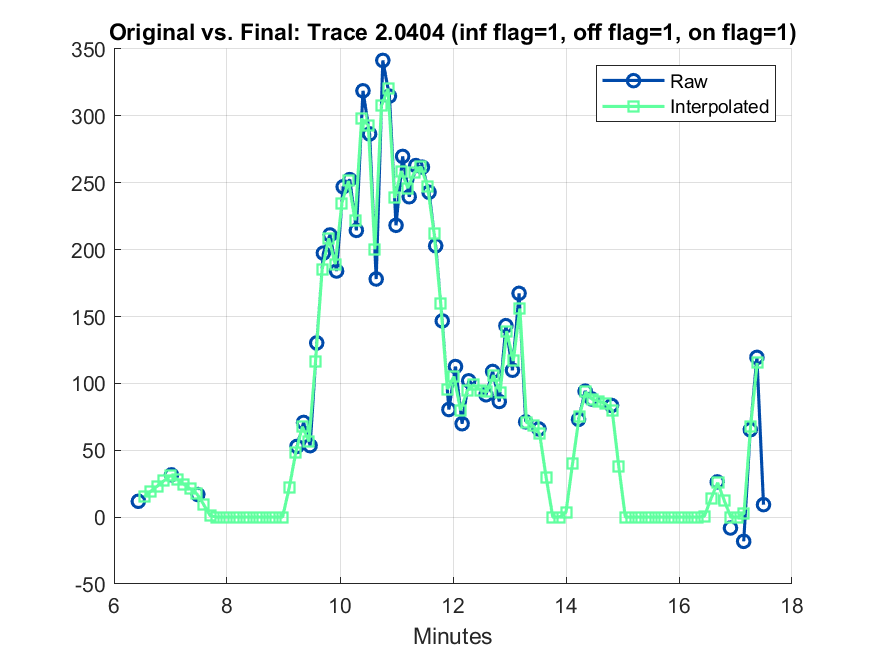 Original vs. Final: Trace 2.0404 (inf flag=1, off flag=1, on flag=1)
350
300
250
200
150
100
50
0
-50
Raw
Interpolated
6 8 10 12 14 16 18
Minutes